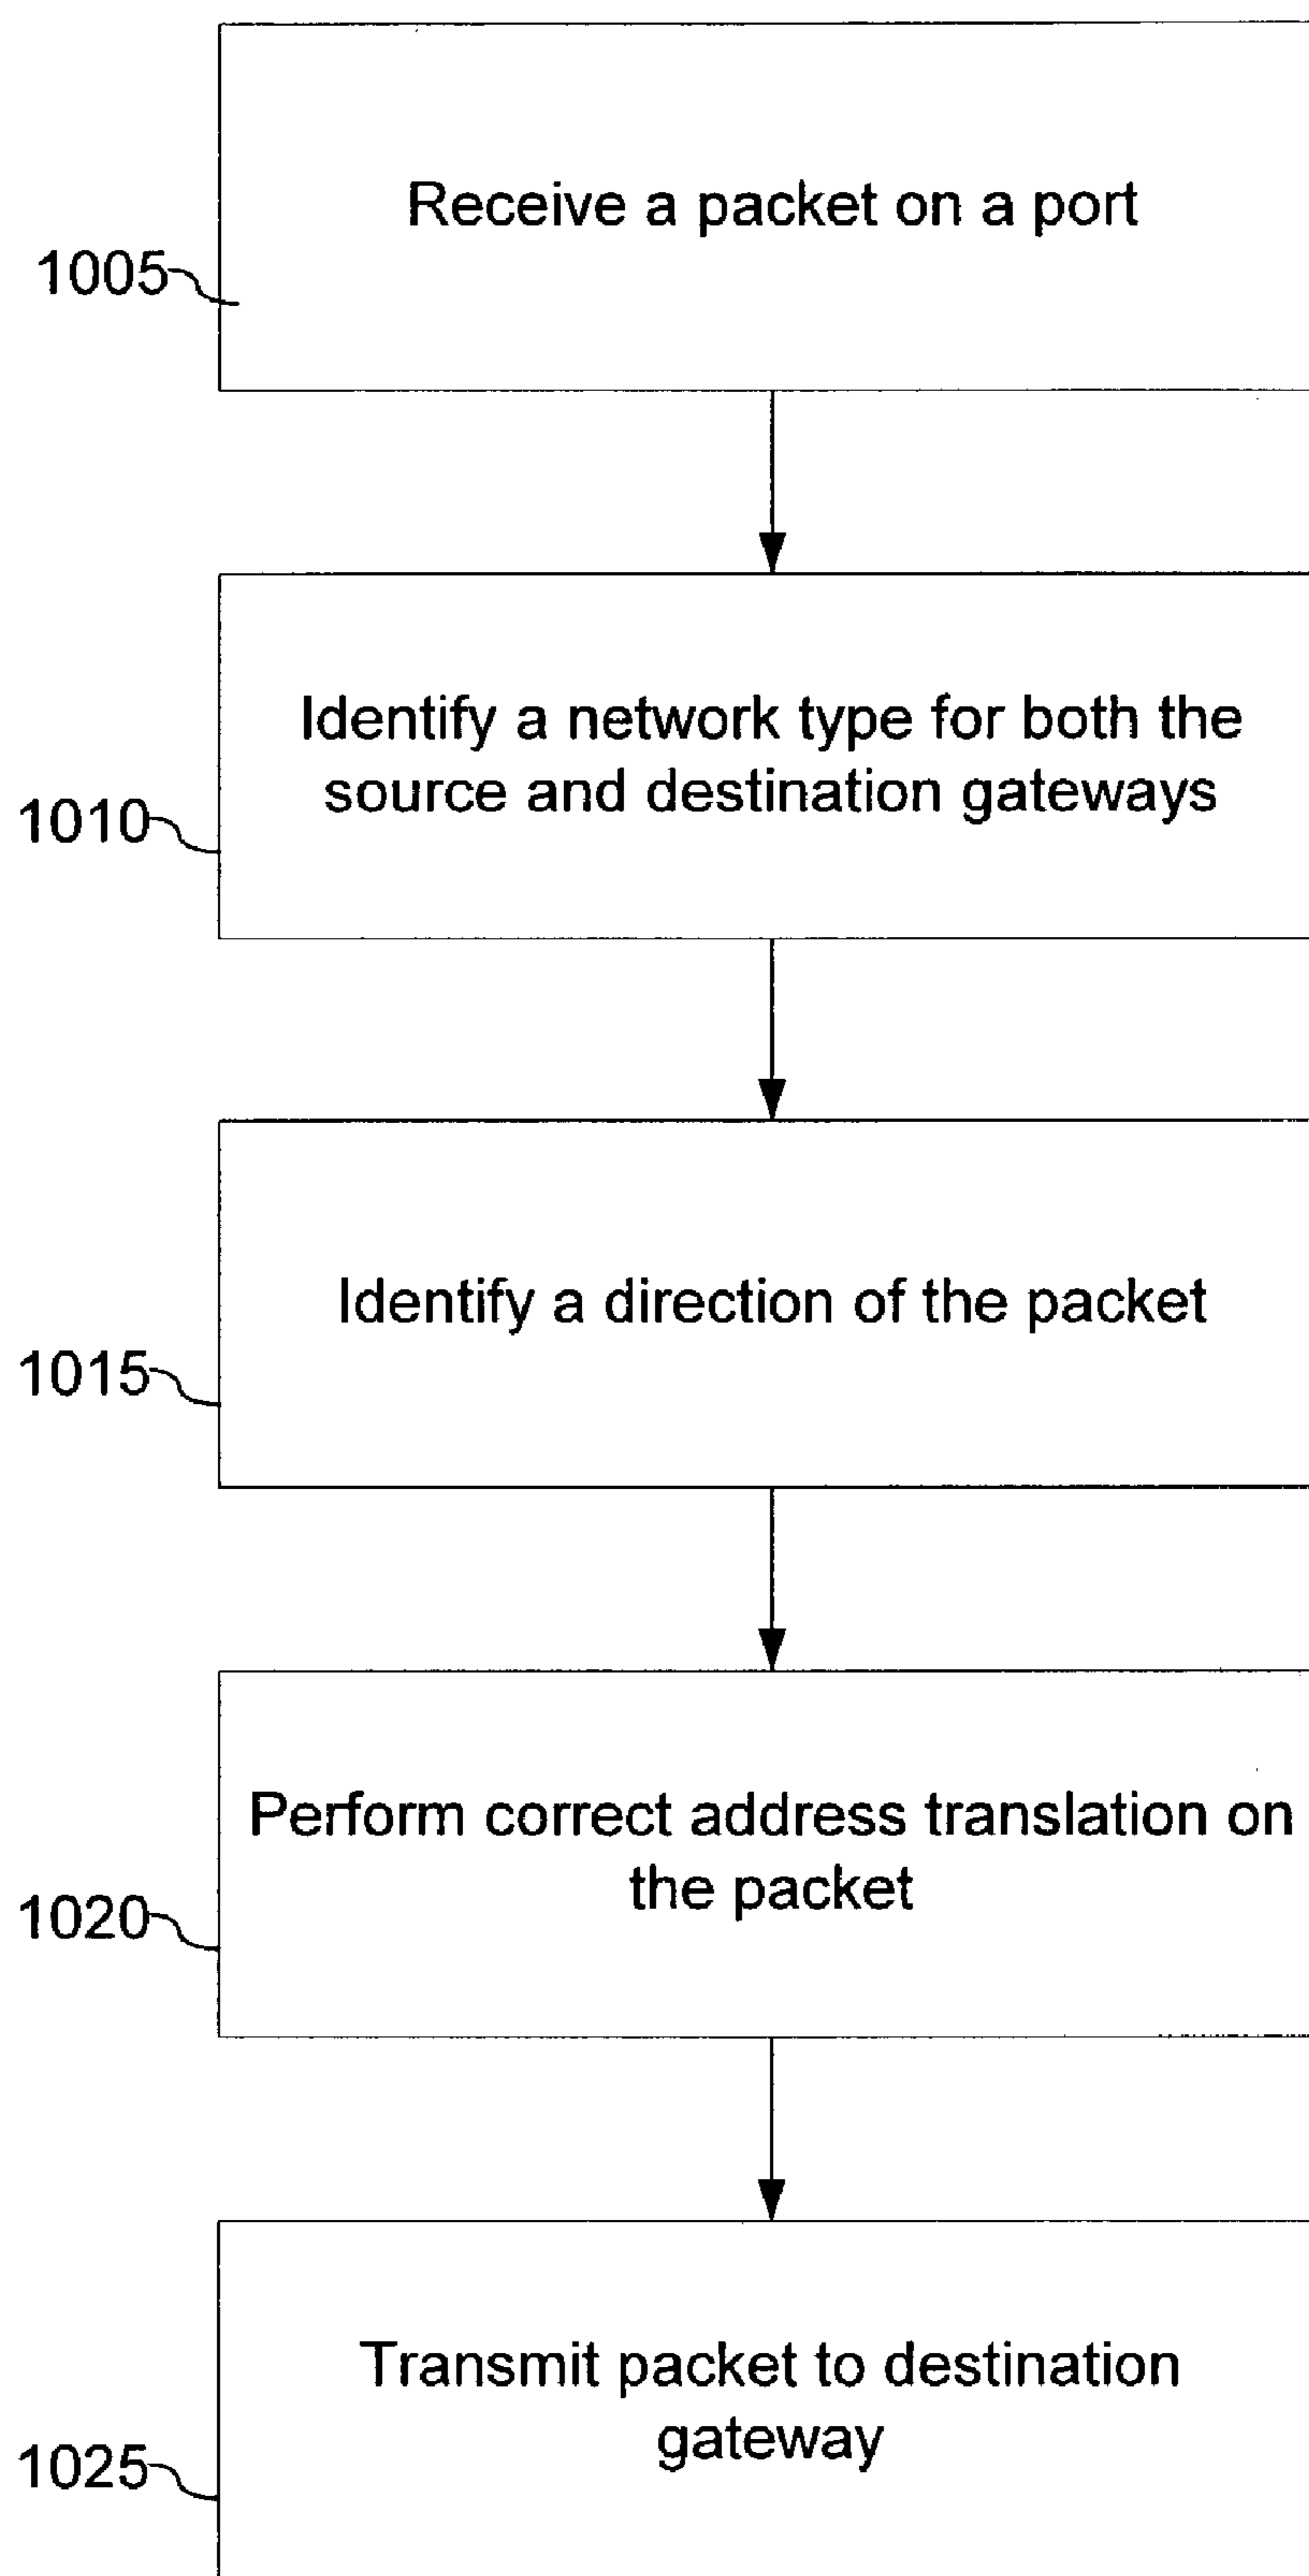 Receive a packet on a port
1005
Identify a network type for both the
source and destination gateways
1010
Identify a direction of the packet
1015
Perform correct address translation on
the packet
1020
Transmit packet to destination
gateway
1025